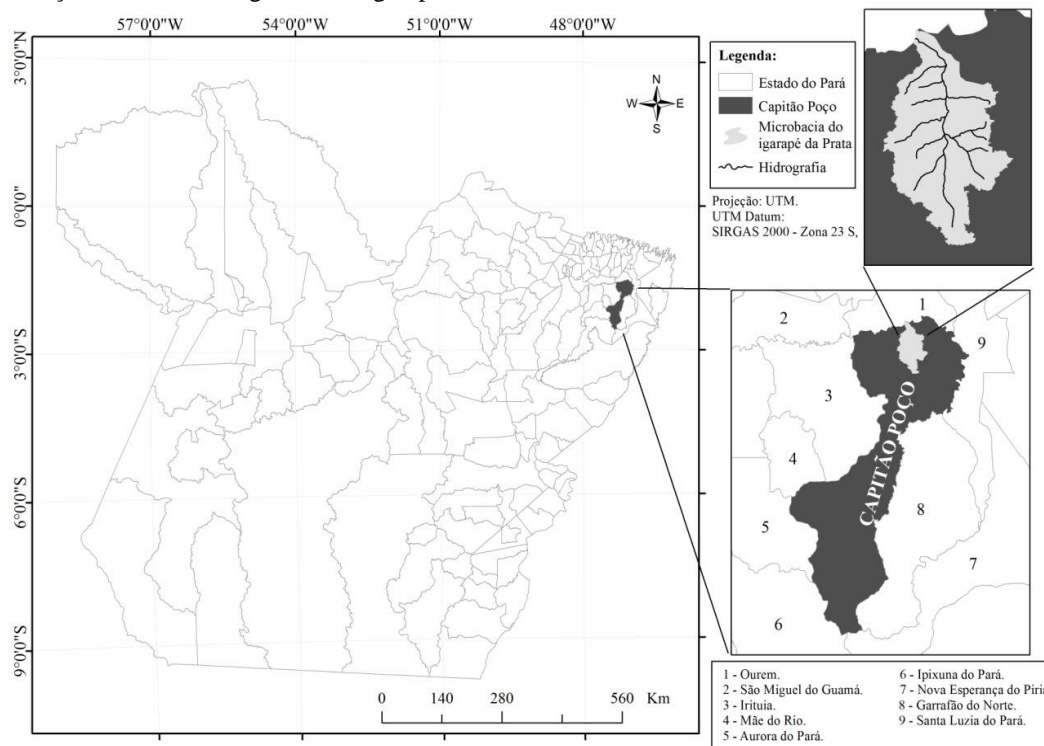 57°0'0"W 54°0'0"W 51°0'0"W 48°0'0"W
3°0'0"N
0°0'0"
3°0'0"S
6°0'0"S
9°0'0"S
N
W E
S
0 140 280 560 Km
Legenda:
Estado do Pará
Capitão Poço
Microbacia do
igarapé da Prata
Hidrografia
Projeção: UTM.
UTM Datum:
SIRGAS 2000 - Zona 23 S,
1
2
9
3
4
CAPITÃO POÇO
8
5
7
6
1 - Ourem.
2 - São Miguel do Guamá.
3 - Irituia.
4 - Mãe do Rio.
5 - Aurora do Pará.
6 - Ipixuna do Pará.
7 - Nova Esperança do Piria
8 - Garrafão do Norte.
9 - Santa Luzia do Pará.